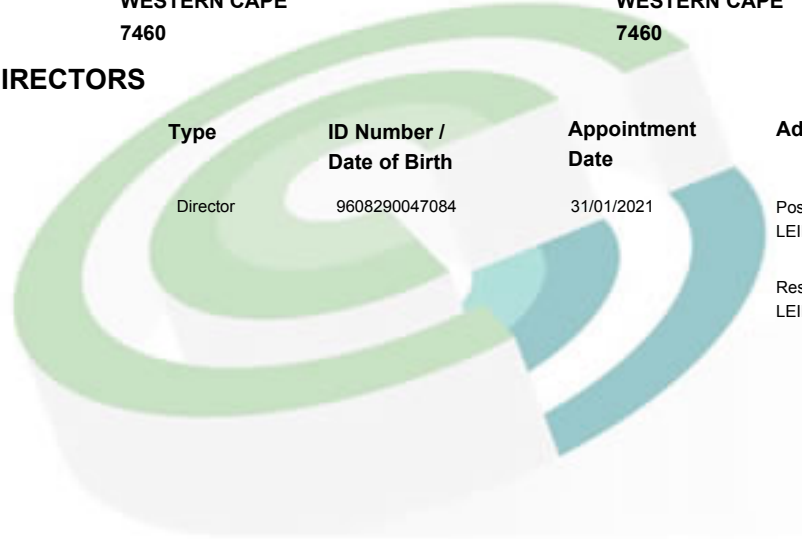 WESTERN CAPE WESTERN CAPE
7460 7460
IRECTORS
Type ID Number / Date of Birth Appointment Date Ad
Director 9608290047084 31/01/2021 Pos
LEI
Res
LEI